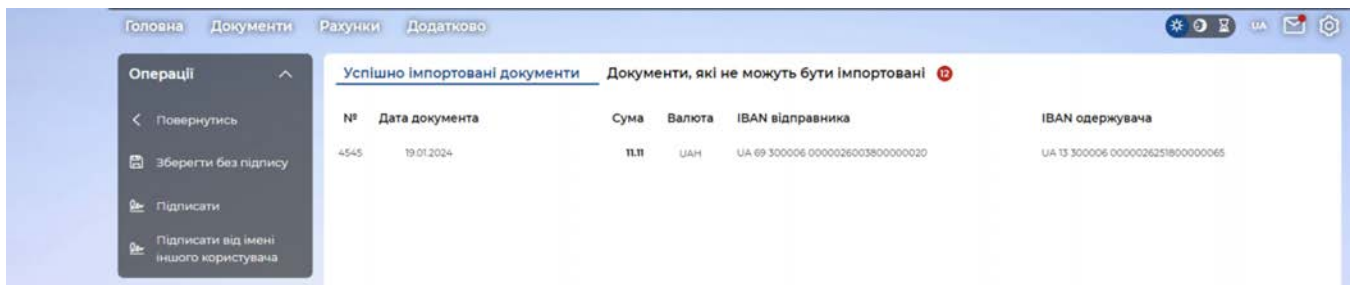 Головна Документи Рахунки Додатково UA
Операції
Повернутись
Зберегти без підпису
Підписати
Підписати від імені
іншого користувача
Успішно імпортовані документи Документи, які не можуть бути імпортовані 12
№ Дата документа Сума Валюта IBAN відправника IBAN одержувача
4545 19.01.2024 11.11 UAH UA 69 300006 0000026003800000020 UA 13 300006 0000026251800000065